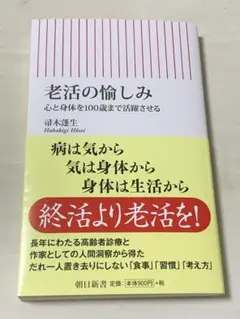 老活の愉しみ
心と身体を100歳まで活躍させる
帚木蓬生
Hahakigi Hōsei
病は気から
気は身体から
身体は生活から
終活より老活を!
長年にわたる高齢者診療と
作家としての人間洞察から得た
だれ一人置き去りにしない「食事」「習慣」「考え方」
朝日新書
定価:本体900円+税